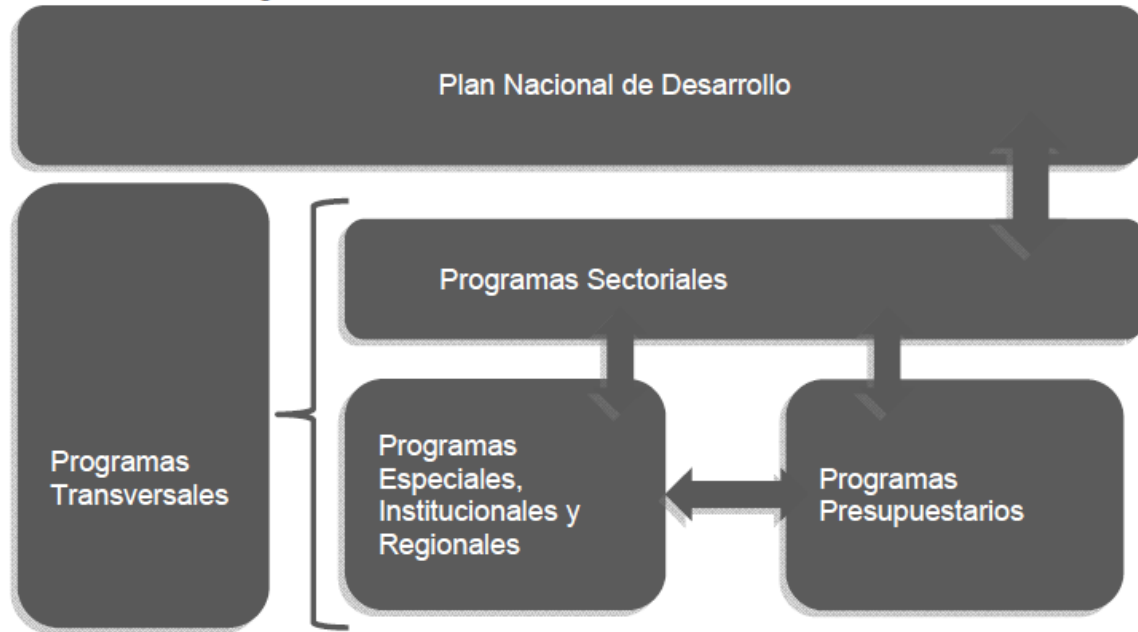 Plan Nacional de Desarrollo
Programas Sectoriales
Programas
Transversales
Programas
Especiales,
Institucionales y
Regionales
Programas
Presupuestarios